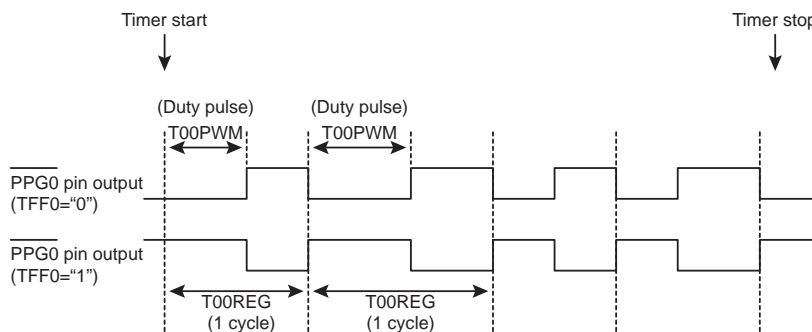 Timer start
Timer stop
(Duty pulse)
(Duty pulse)
T00PWM
T00PWM
PPG0 pin output
(TFF0=“0”)
PPG0 pin output
(TFF0=“1”)
T00REG
T00REG
(1 cycle)
(1 cycle)